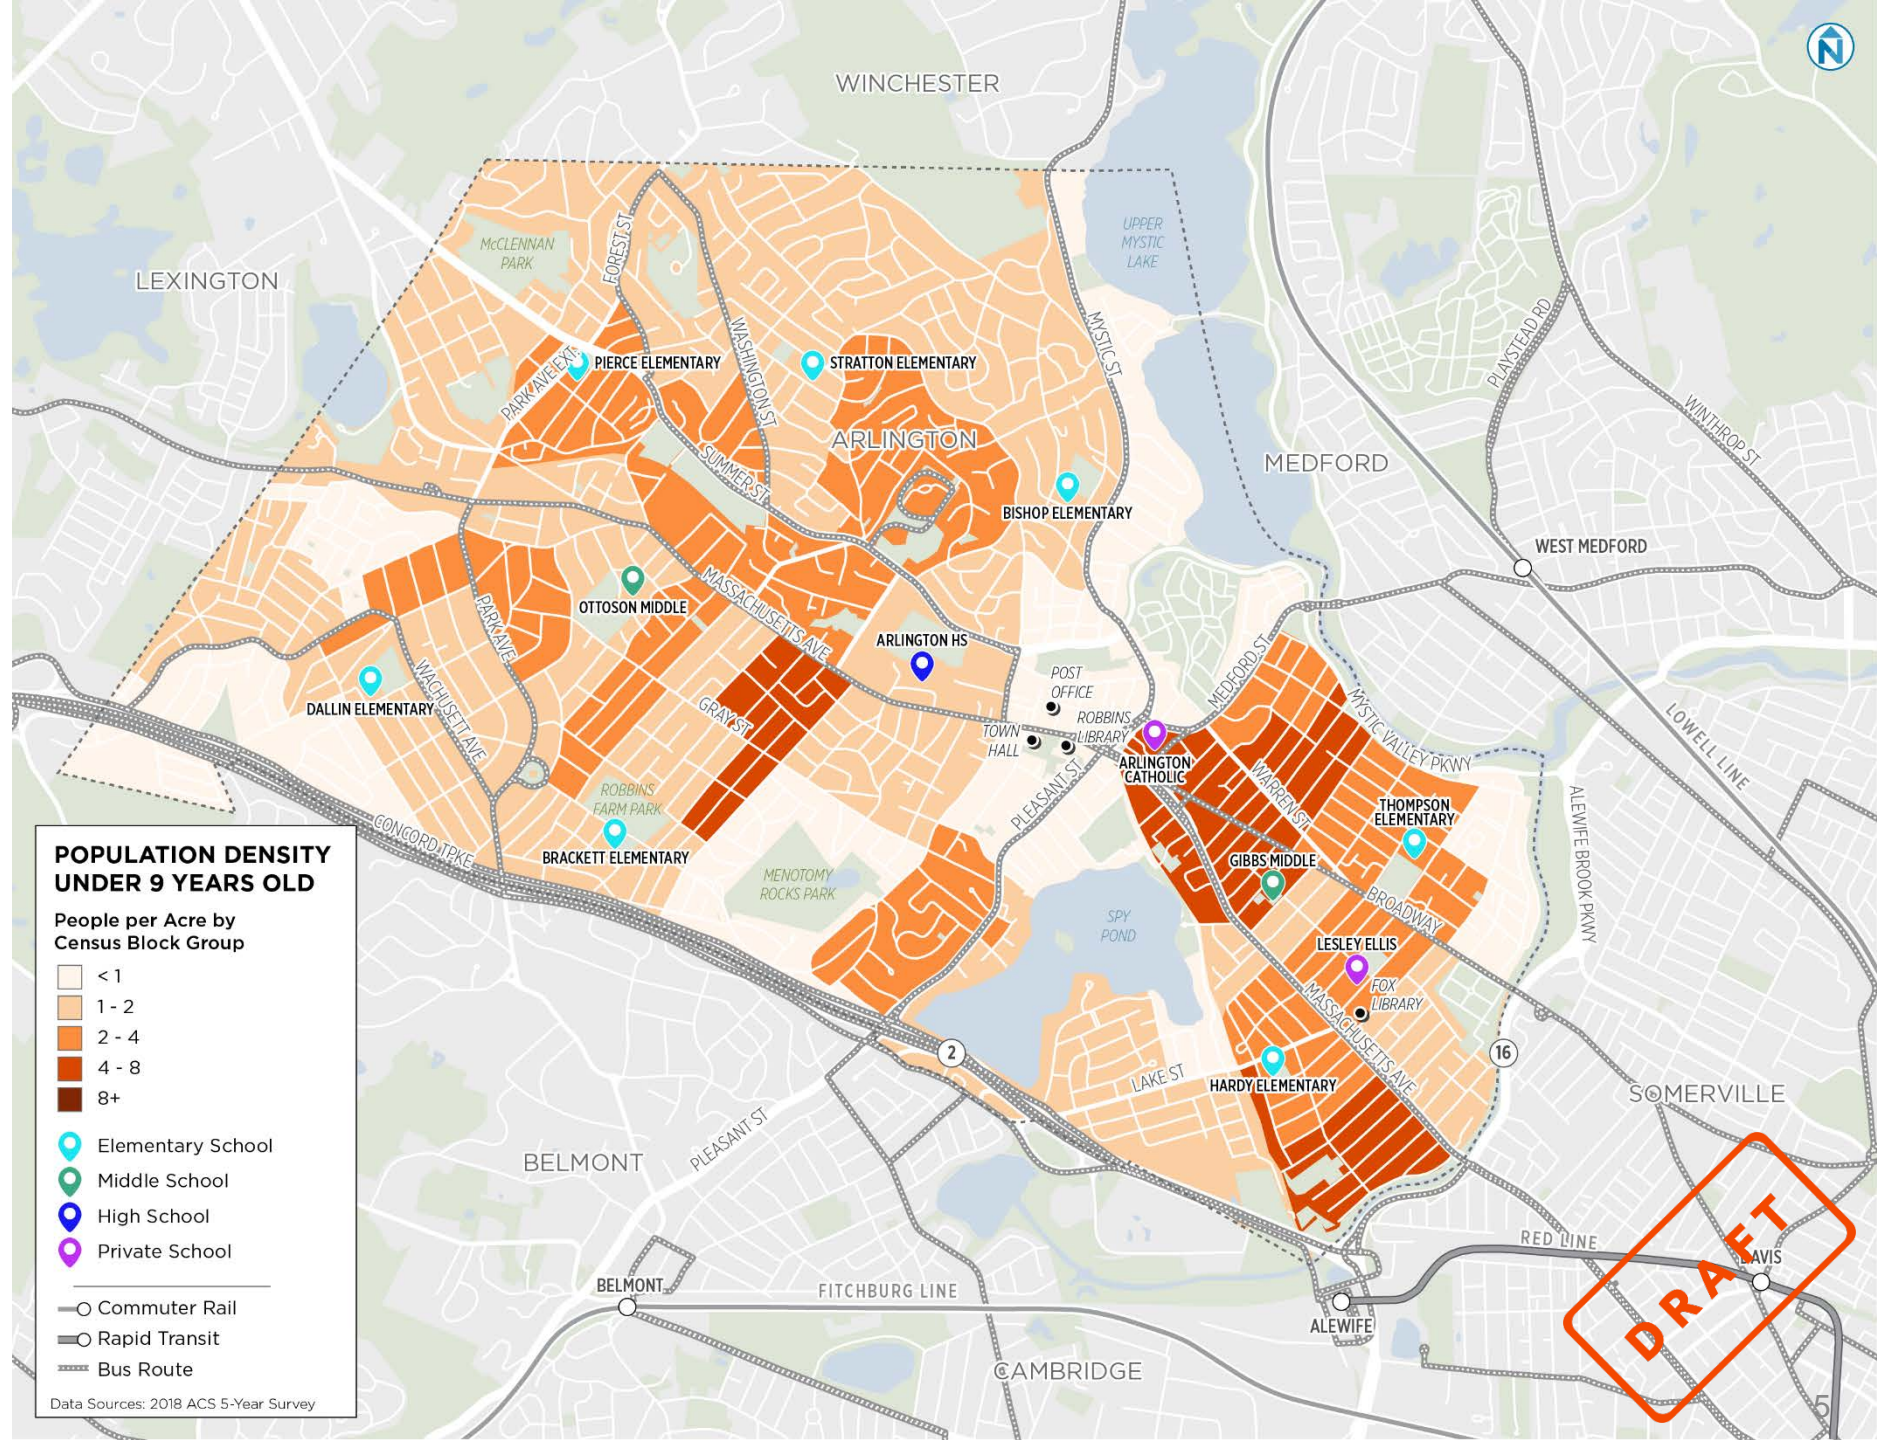 N
WINCHESTER
UPPER
MYSTIC
LAKE
McCLENNAN
PARK
FOREST ST
LEXINGTON
PLAYSTEAD RD
MYSTIC ST
WASHINGTON ST
PARK AVE EXT.
PIERCE ELEMENTARY
STRATTON ELEMENTARY
WINTHROP ST
ARLINGTON
MEDFORD
SUMMER ST
BISHOP ELEMENTARY
WEST MEDFORD
OTTOSON MIDDLE
MASSACHUSETTS AVE
PARK AVE
ARLINGTON HS
MEDFORD ST
POST
OFFICE
DALLIN ELEMENTARY
WACHUSETT AVE
GRAY ST
TOWN
HALL
ROBBINS
LIBRARY
MYSTIC VALLEY PKWY
LOWELL LINE
ARLINGTON
CATHOLIC
WARREN ST
PLEASANT ST
ROBBINS
FARM PARK
THOMPSON
ELEMENTARY
ALEWIFE BROOK PKWY
CONCORD TPKE
BRACKETT ELEMENTARY
GIBBS MIDDLE
MENOTOMY
ROCKS PARK
BROADWAY
SPY
POND
LESLEY ELLIS
FOX
LIBRARY
MASSACHUSETTS AVE
2
16
LAKE ST
HARDY ELEMENTARY
SOMERVILLE
PLEASANT ST
BELMONT
RED LINE
DAVIS
BELMONT
FITCHBURG LINE
ALEWIFE
CAMBRIDGE
DRAFT
5
POPULATION DENSITY
UNDER 9 YEARS OLD
People per Acre by
Census Block Group
< 1
1 - 2
2 - 4
4 - 8
8+
Elementary School
Middle School
High School
Private School
Commuter Rail
Rapid Transit
Bus Route
Data Sources: 2018 ACS 5-Year Survey